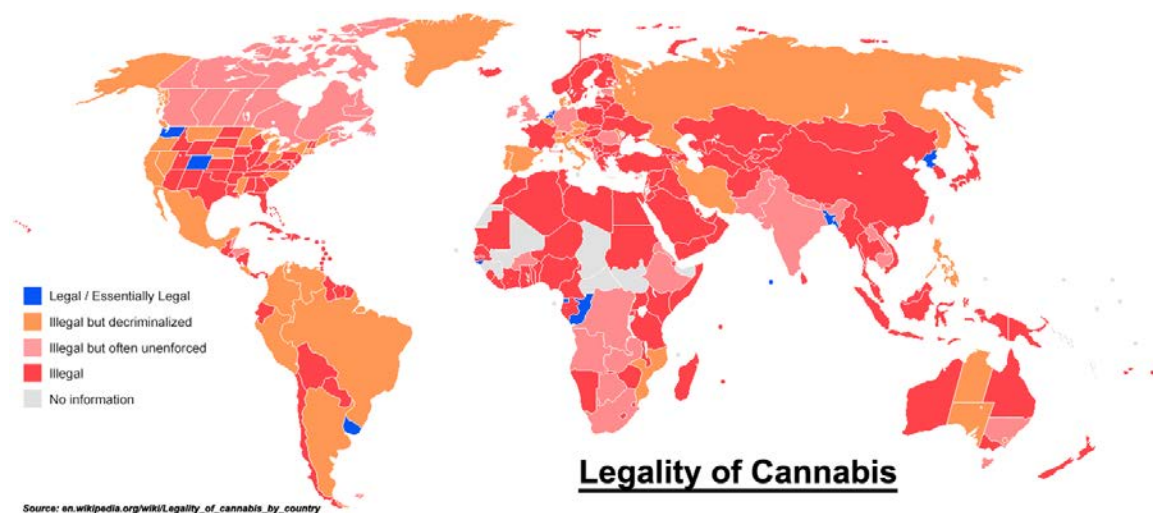 Legal / Essentially Legal
Illegal but decriminalized
Illegal but often unenforced
Illegal
No information
Legality of Cannabis
Source: en.wikipedia.org/wiki/Legality_of_cannabis_by_country